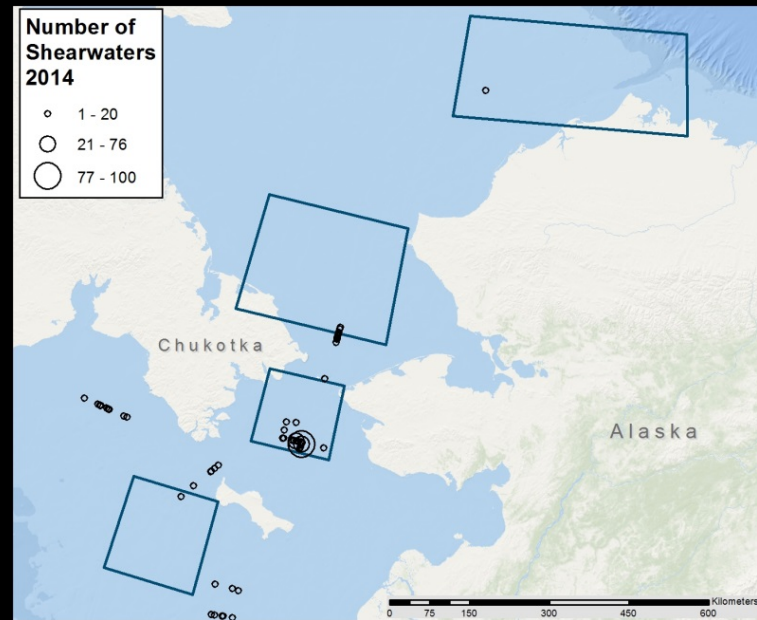 Number of
Shearwaters
2014
1 - 20
21 - 76
77 - 100
Chukotka
Alaska
Kilometers
0 75 150 300 450 600